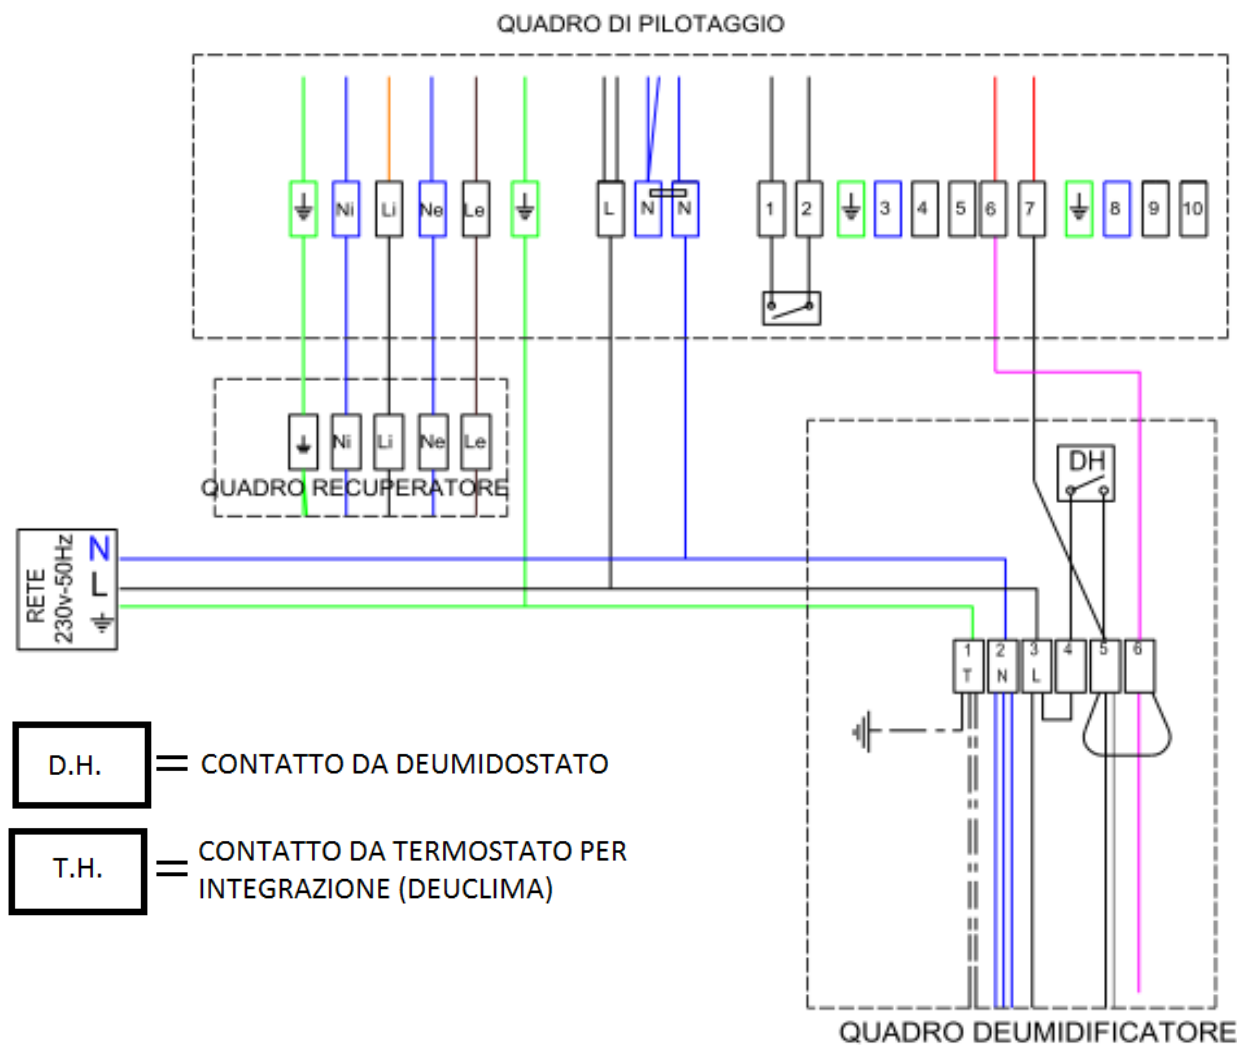 QUADRO DI PILOTAGGIO
Ni Li Ne Le L N N 1 2 3 4 5 6 7 8 9 10
Ni Li Ne Le
QUADRO RECUPERATORE
RETE
230v-50Hz
N
L
DH
1 2 3 4 5 6
T N L
D.H. = CONTATTO DA DEUMIDOSTATO
T.H. = CONTATTO DA TERMOSTATO PER
INTEGRAZIONE (DEUCLIMA)
QUADRO DEUMIDIFICATORE